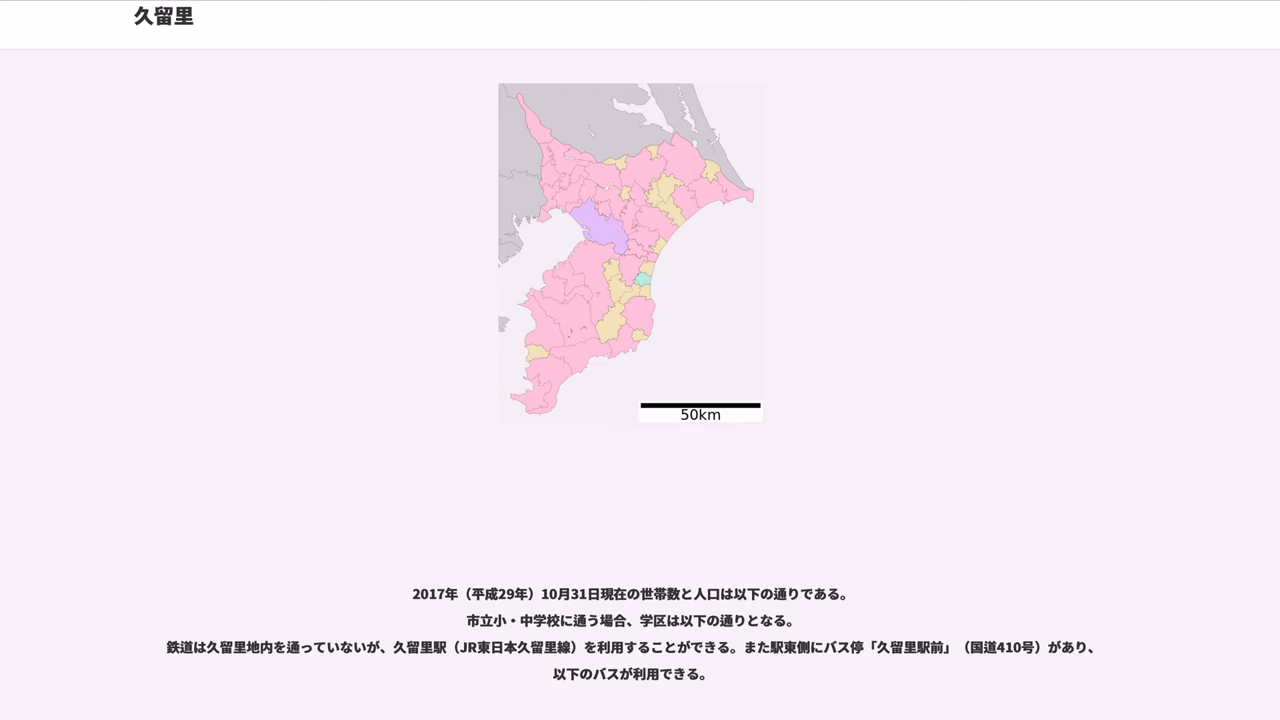 久留里
50km
2017年（平成29年）10月31日現在の世帯数と人口は以下の通りである。
市立小・中学校に通う場合、学区は以下の通りとなる。
鉄道は久留里地内を通っていないが、久留里駅（JR東日本久留里線）を利用することができる。また駅東側にバス停「久留里駅前」（国道410号）があり、
以下のバスが利用できる。